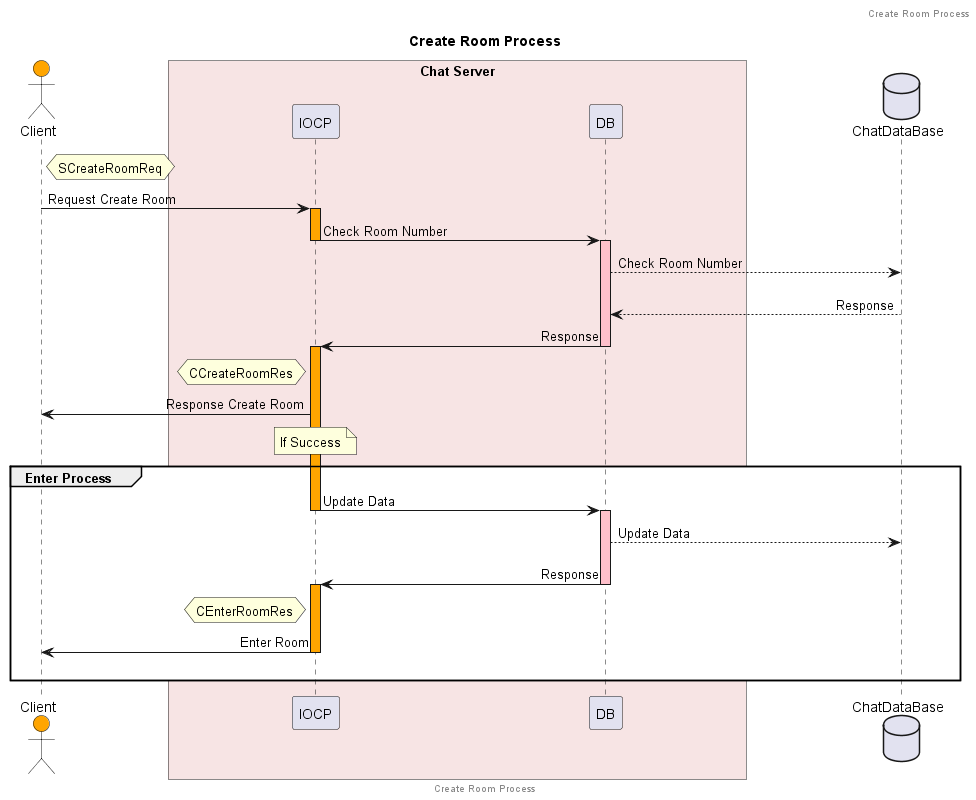 Create Room Process
Create Room Process
Chat Server
IOCP
DB
Client
ChatDataBase
SCreateRoomReq
Request Create Room
Check Room Number
Check Room Number
Response
Response
CCreateRoomRes
Response Create Room
If Success
Enter Process
Update Data
Update Data
Response
CEnterRoomRes
Enter Room
Client
IOCP
DB
ChatDataBase
Create Room Process